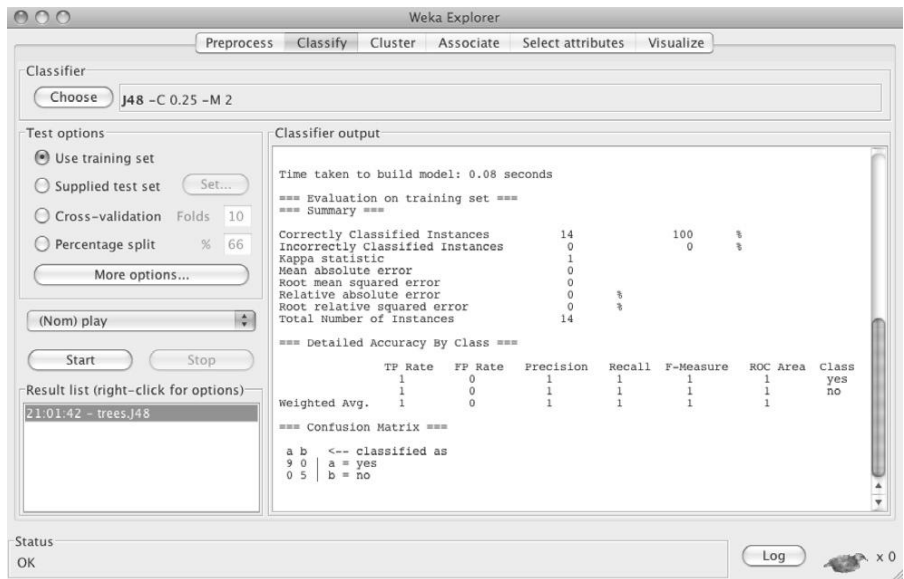 Weka Explorer
Preprocess Classify Cluster Associate Select attributes Visualize
Classifier
Choose J48 -C 0.25 -M 2
Test options
Use training set
Supplied test set Set...
Cross-validation Folds 10
Percentage split % 66
More options...
(Nom) play
Start Stop
Result list (right-click for options)
21:01:42 - trees.J48
Classifier output
Time taken to build model: 0.08 seconds
=== Evaluation on training set ===
=== Summary ===
Correctly Classified Instances 14 100 %
Incorrectly Classified Instances 0 0 %
Kappa statistic 1
Mean absolute error 0
Root mean squared error 0
Relative absolute error 0 %
Root relative squared error 0 %
Total Number of Instances 14
=== Detailed Accuracy By Class ===
TP Rate FP Rate Precision Recall F-Measure ROC Area Class
1 0 1 1 1 1 yes
1 0 1 1 1 1 no
Weighted Avg. 1 0 1 1 1 1
=== Confusion Matrix ===
a b <-- classified as
9 0 | a = yes
0 5 | b = no
Status
OK
Log x 0